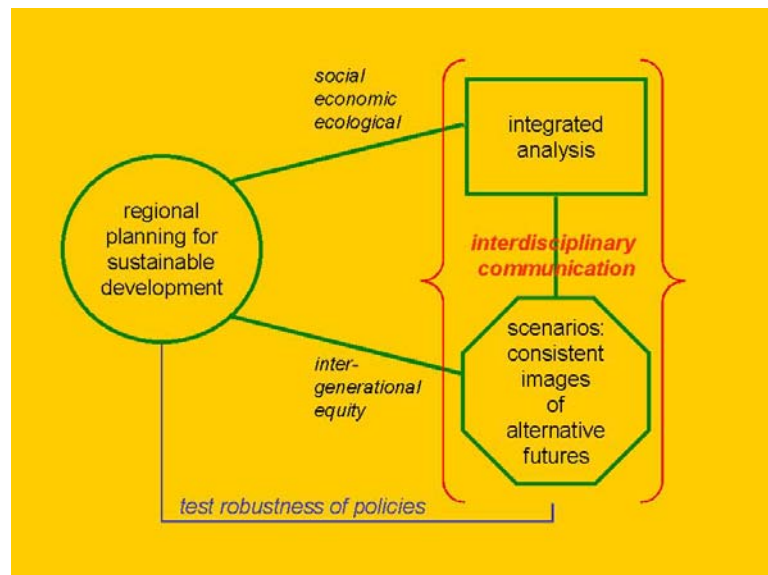 social
economic
ecological
integrated
analysis
regional
planning for
sustainable
development
interdisciplinary
communication
scenarios:
consistent
images
of
alternative
futures
inter-
generational
equity
test robustness of policies